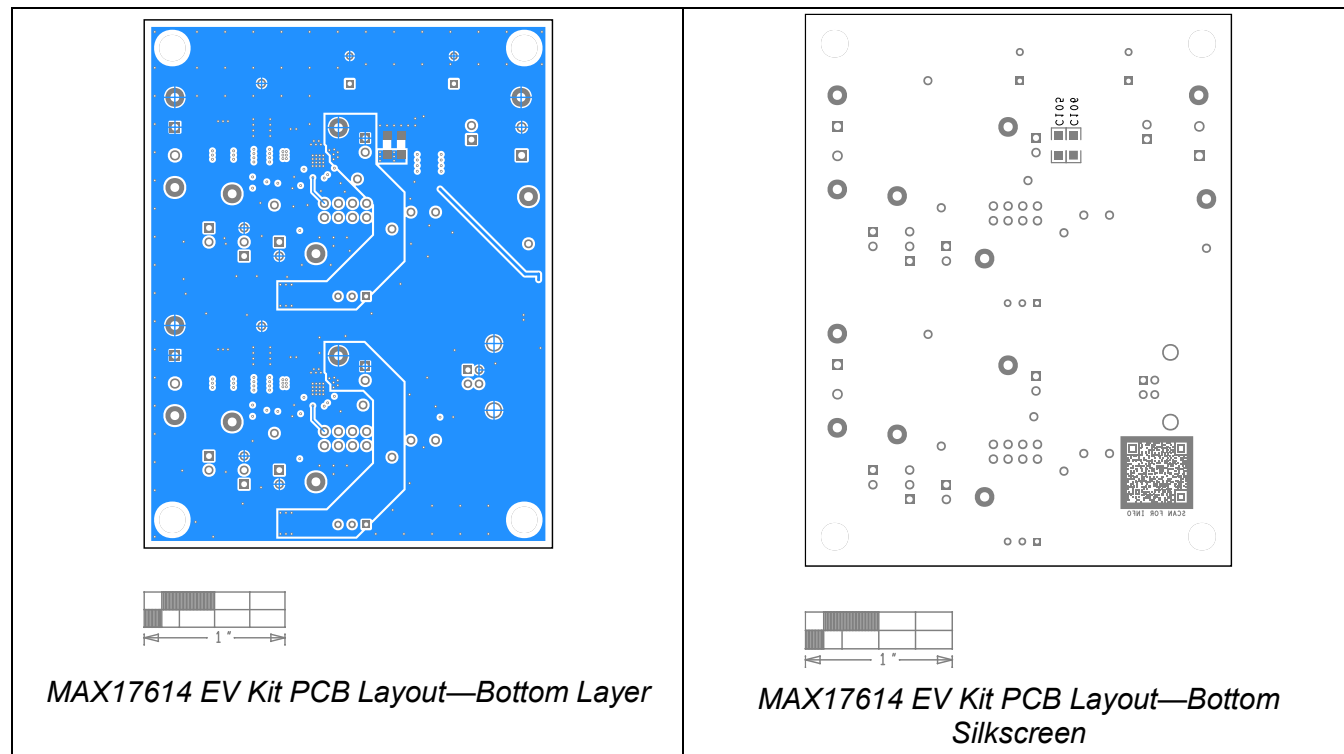 1 "
MAX17614 EV Kit PCB Layout—Bottom Layer
C105
C106
SCAN FOR INFO
1 "
MAX17614 EV Kit PCB Layout—Bottom
Silkscreen